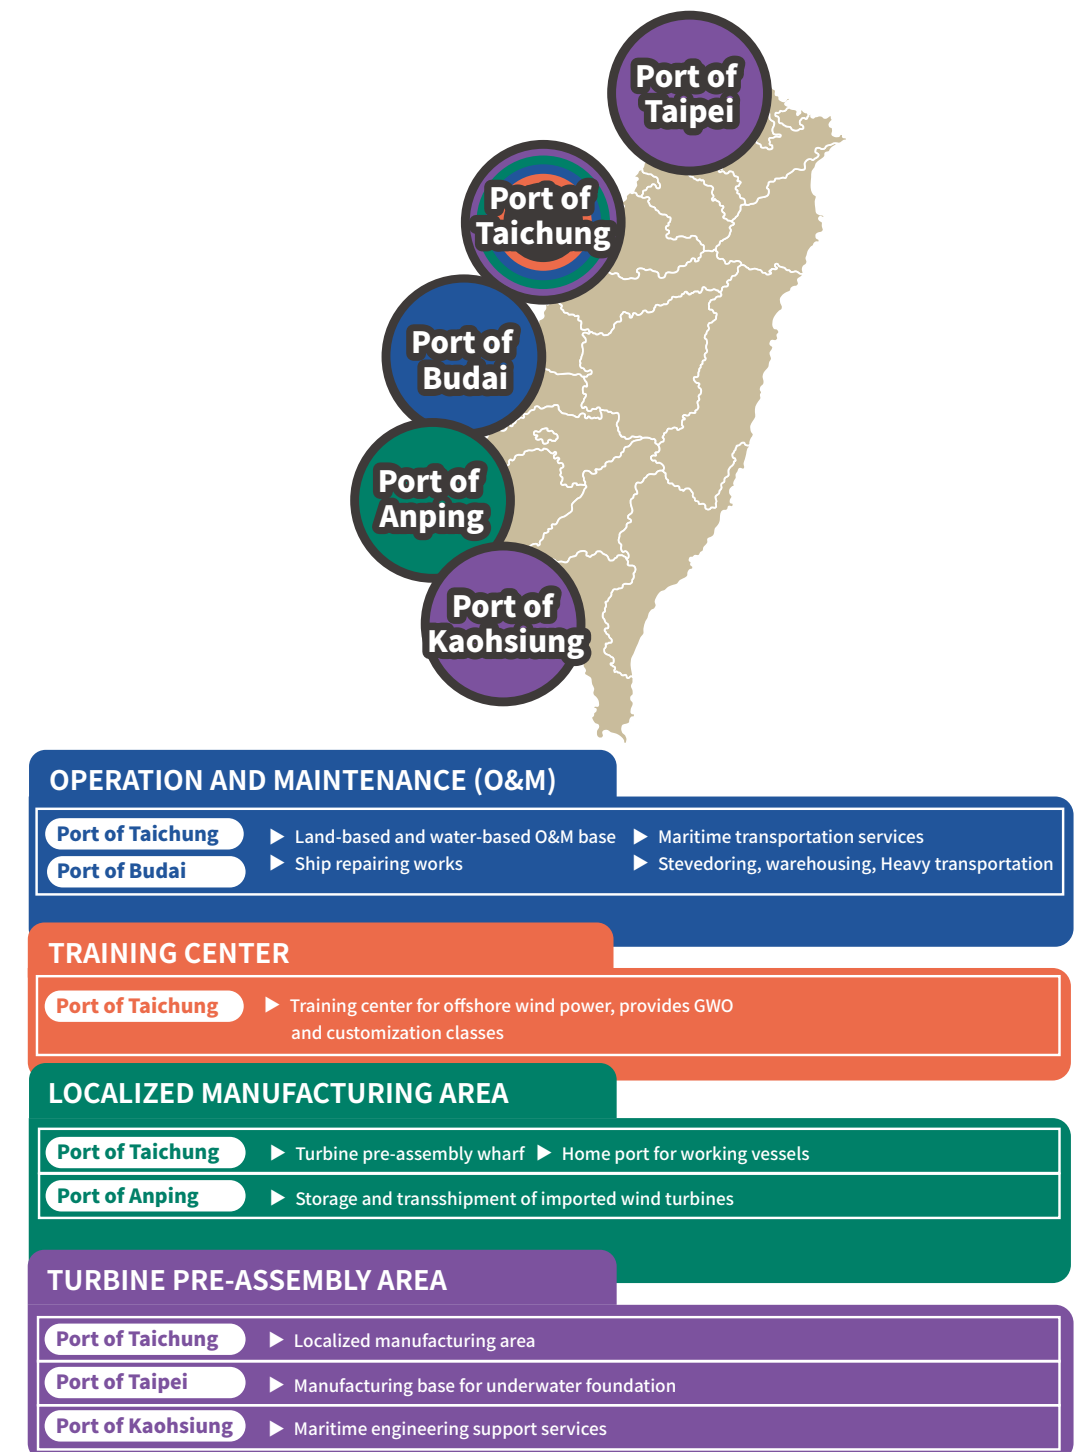 Port of
Taipei
Port of
Taichung
Port of
Budai
Port of
Anping
Port of
Kaohsiung
OPERATION AND MAINTENANCE (O&M)
Port of Taichung
Port of Budai
▶ Land-based and water-based O&M base ▶ Maritime transportation services
▶ Ship repairing works ▶ Stevedoring, warehousing, Heavy transportation
TRAINING CENTER
Port of Taichung ▶ Training center for offshore wind power, provides GWO
and customization classes
LOCALIZED MANUFACTURING AREA
Port of Taichung ▶ Turbine pre-assembly wharf ▶ Home port for working vessels
Port of Anping ▶ Storage and transshipment of imported wind turbines
TURBINE PRE-ASSEMBLY AREA
Port of Taichung ▶ Localized manufacturing area
Port of Taipei ▶ Manufacturing base for underwater foundation
Port of Kaohsiung ▶ Maritime engineering support services